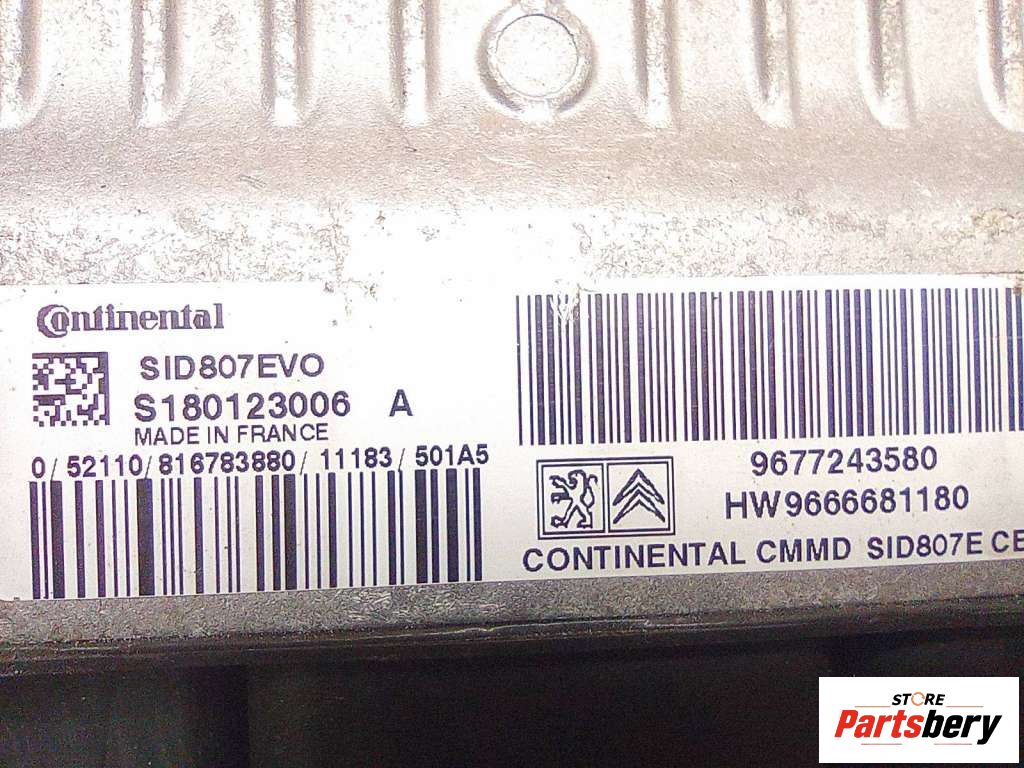 Continental
SID807EVO
S180123006 A
MADE IN FRANCE
0/52110/816783880/11183/501A5
9677243580
HW9666681180
CONTINENTAL CMMD SID807E CE
STORE
Partsbery